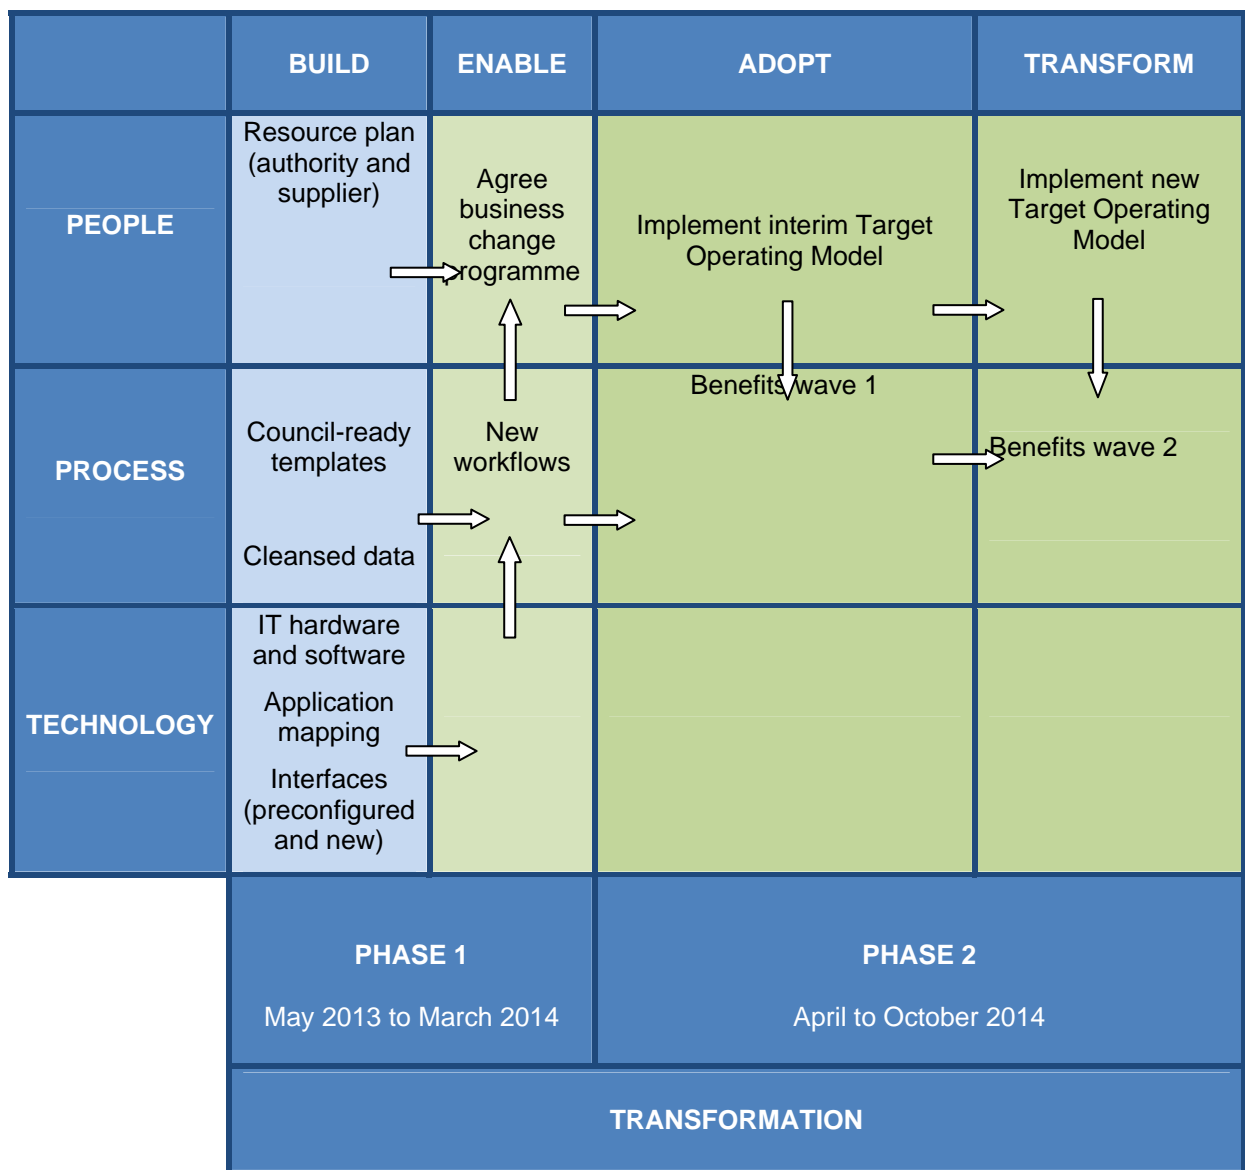 BUILD
ENABLE
ADOPT
TRANSFORM
PEOPLE
Resource plan
(authority and
supplier)
Agree
business
change
programme
Implement interim Target
Operating Model
Implement new
Target Operating
Model
PROCESS
Council-ready
templates
Cleansed data
New
workflows
Benefits wave 1
Benefits wave 2
TECHNOLOGY
IT hardware
and software
Application
mapping
Interfaces
(preconfigured
and new)
PHASE 1
May 2013 to March 2014
PHASE 2
April to October 2014
TRANSFORMATION